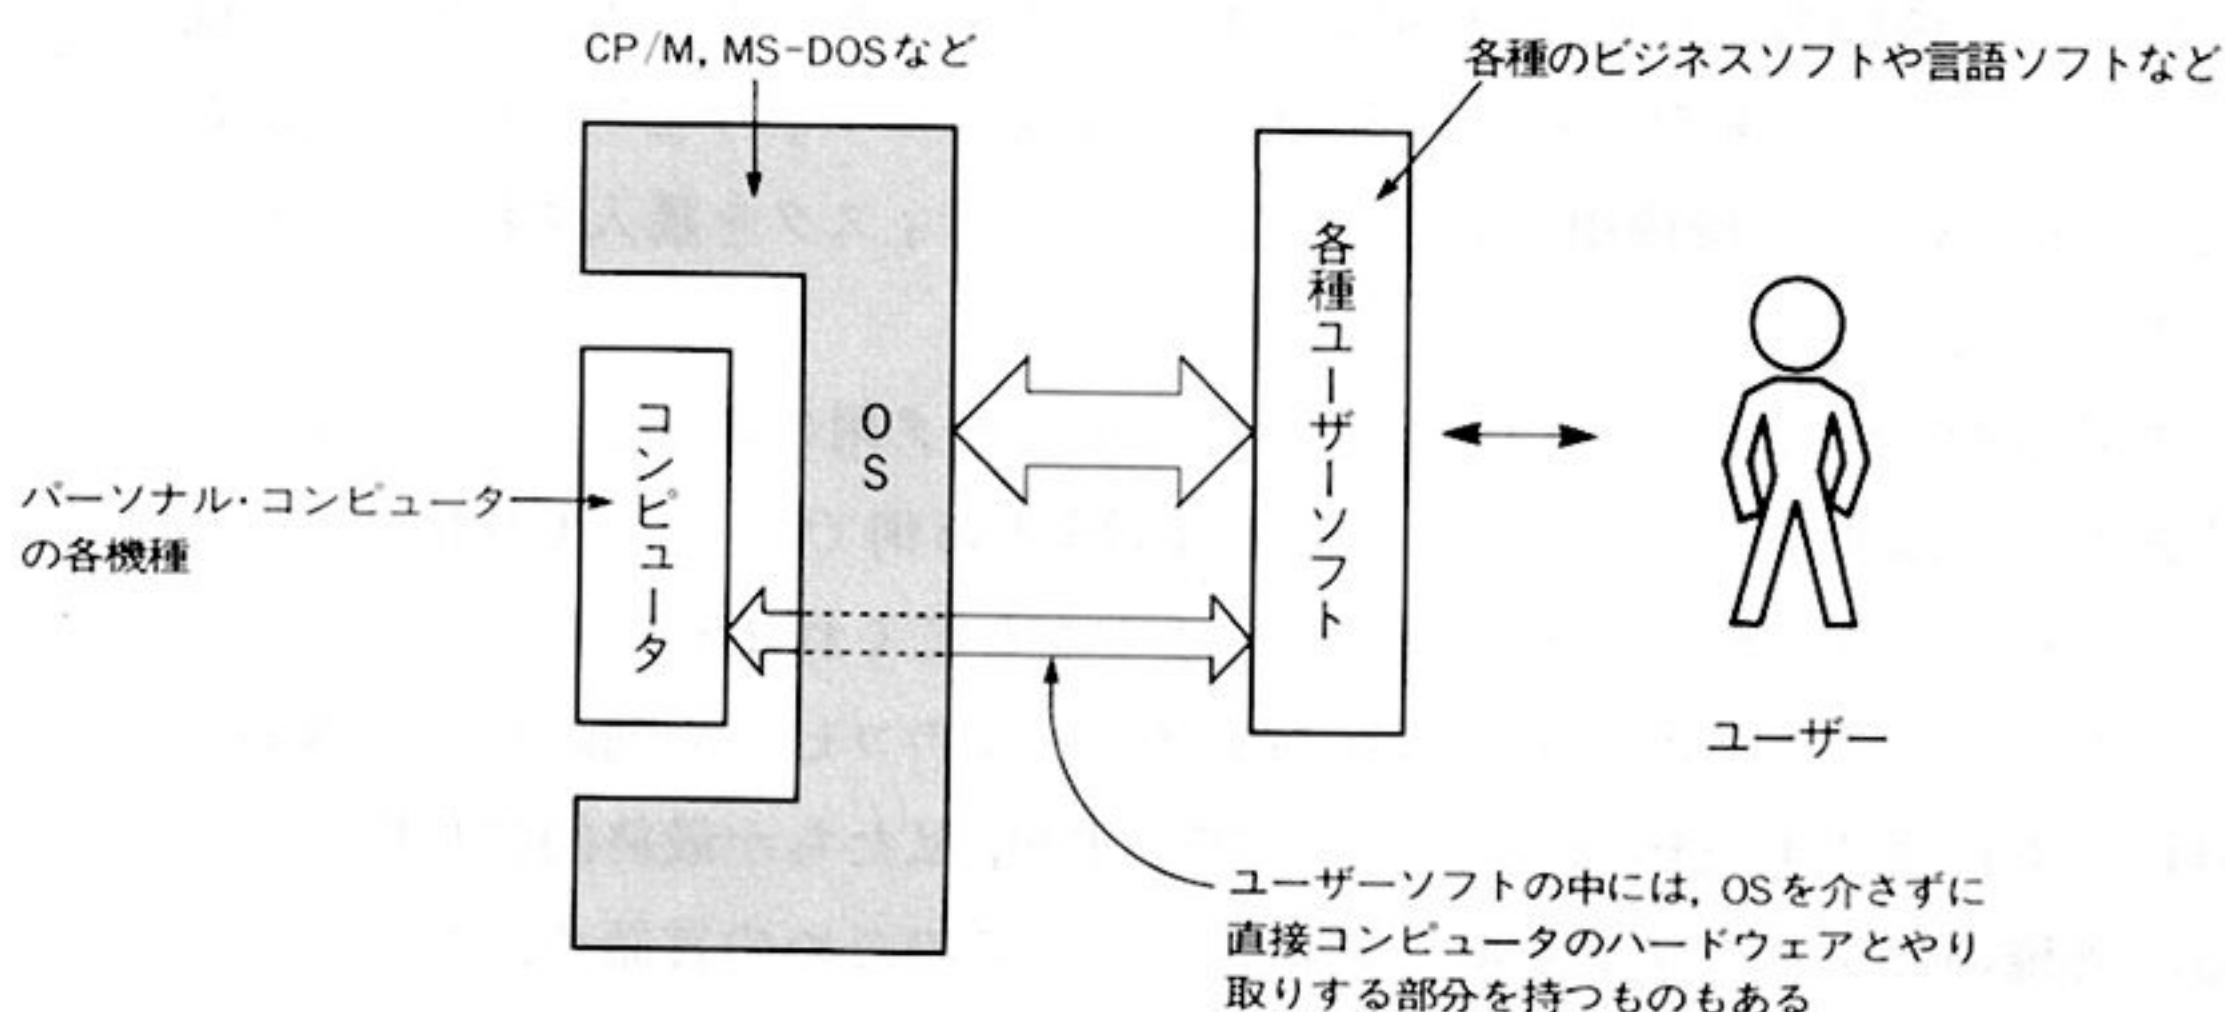 CP/M, MS-DOSなど
各種のビジネスソフトや言語ソフトなど
パーソナル・コンピュータ
の各機種
コンピュータ
OS
各種ユーザーソフト
ユーザー
ユーザーソフトの中には, OSを介さずに
直接コンピュータのハードウェアとやり
取りする部分を持つものもある